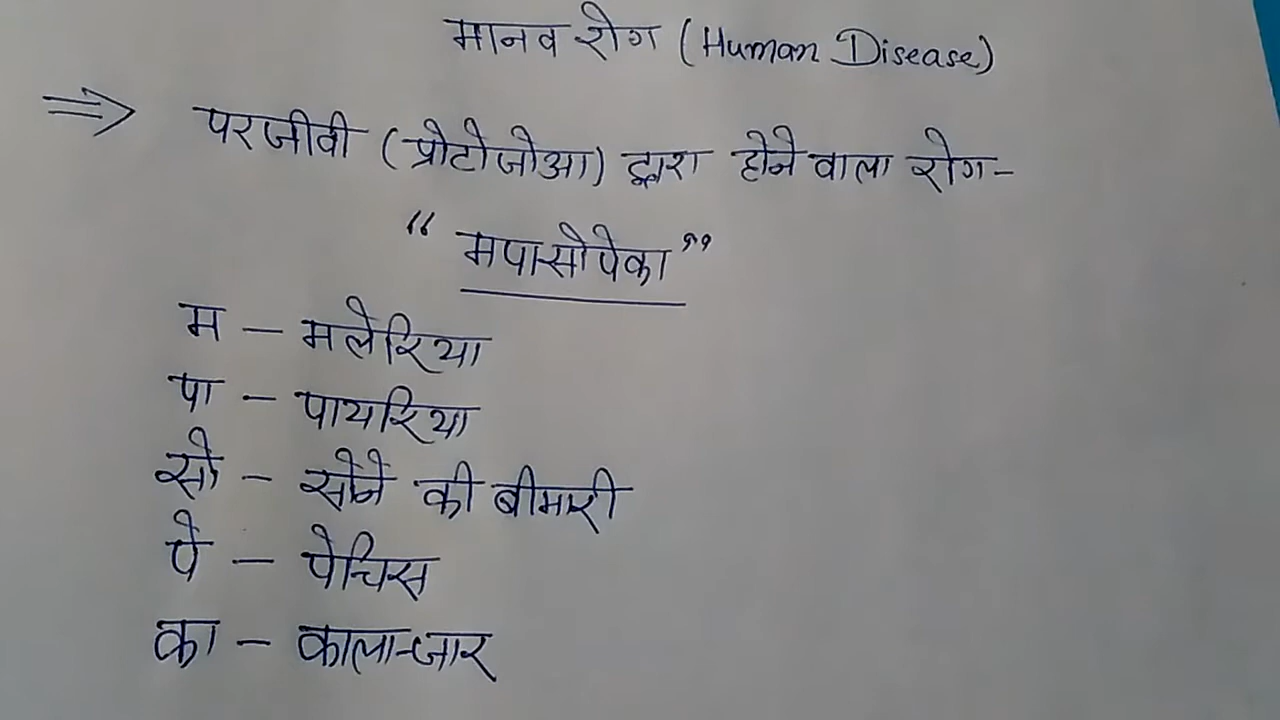 मानव रोग (Human Disease)
⇒ परजीवी (प्रोटोजोआ) द्वारा होने वाला रोग-
“मपासोपेका”
म - मलेरिया
पा - पायरिया
सो - सोने की बीमारी
पे - पेचिस
का - काला-जार